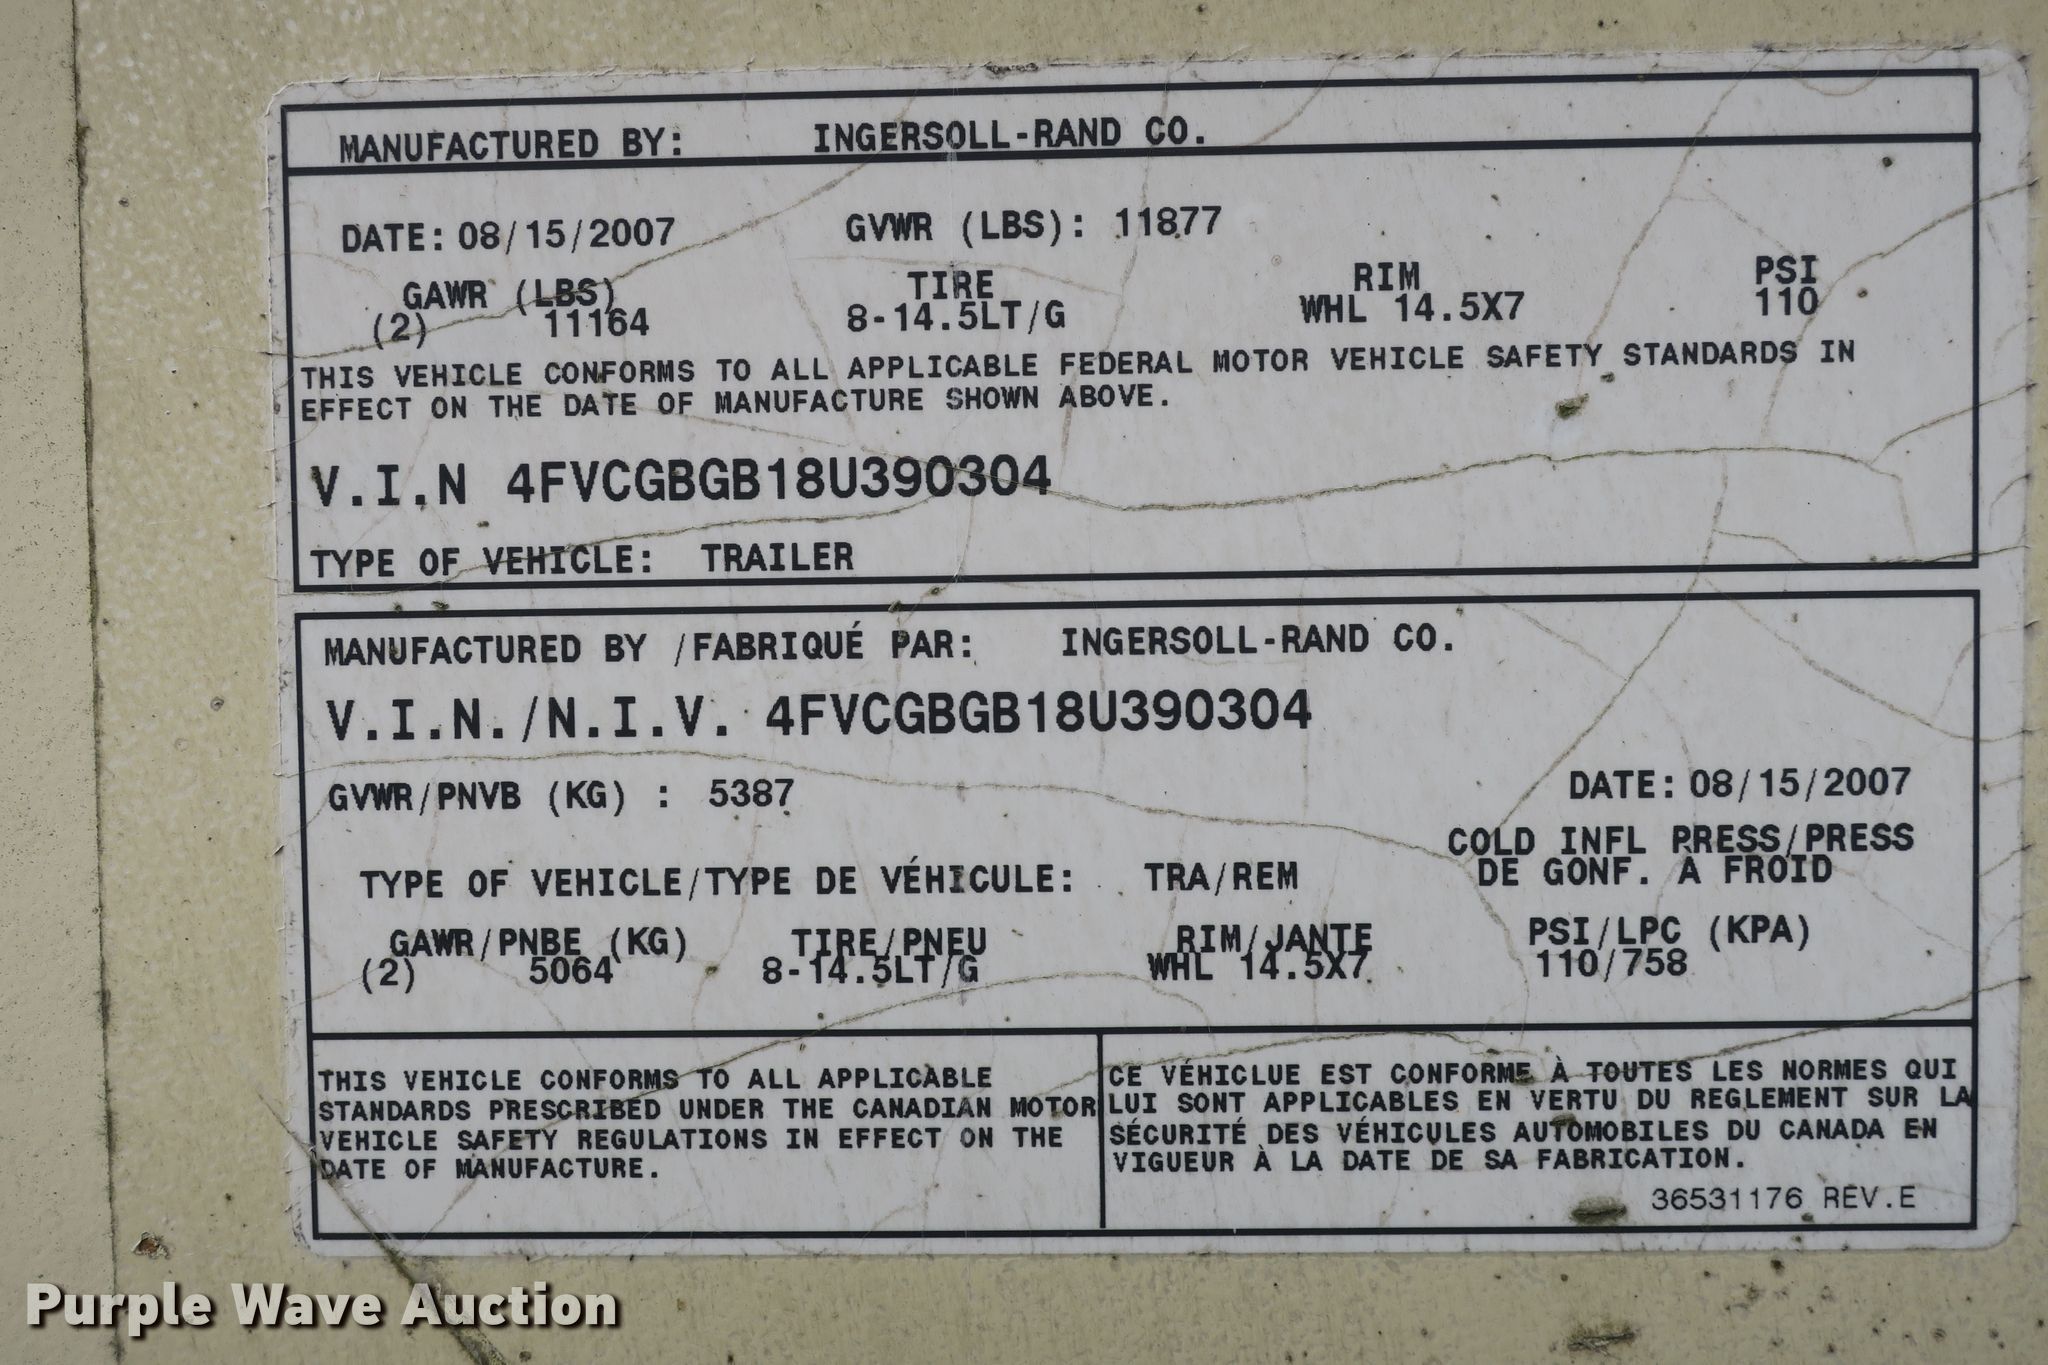 MANUFACTURED BY: INGERSOLL-RAND CO.
DATE: 08/15/2007 GVWR (LBS): 11877
GAWR (LBS) TIRE RIM PSI
(2) 11164 8-14.5LT/G WHL 14.5X7 110
THIS VEHICLE CONFORMS TO ALL APPLICABLE FEDERAL MOTOR VEHICLE SAFETY STANDARDS IN
EFFECT ON THE DATE OF MANUFACTURE SHOWN ABOVE.
V.I.N 4FVCGBGB18U390304
TYPE OF VEHICLE: TRAILER
MANUFACTURED BY /FABRIQUÉ PAR: INGERSOLL-RAND CO.
V.I.N./N.I.V. 4FVCGBGB18U390304
GVWR/PNVB (KG) : 5387 DATE: 08/15/2007
COLD INFL PRESS/PRESS
DE GONF. A FROID
TYPE OF VEHICLE/TYPE DE VÉHICULE: TRA/REM
GAWR/PNBE (KG) TIRE/PNEU RIM/JANTE PSI/LPC (KPA)
(2) 5064 8-14.5LT/G WHL 14.5X7 110/758
THIS VEHICLE CONFORMS TO ALL APPLICABLE
STANDARDS PRESCRIBED UNDER THE CANADIAN MOTOR
VEHICLE SAFETY REGULATIONS IN EFFECT ON THE
DATE OF MANUFACTURE.
CE VÉHICLUE EST CONFORME À TOUTES LES NORMES QUI
LUI SONT APPLICABLES EN VERTU DU REGLEMENT SUR LA
SÉCURITÉ DES VÉHICULES AUTOMOBILES DU CANADA EN
VIGUEUR À LA DATE DE SA FABRICATION.
36531176 REV.E
Purple Wave Auction